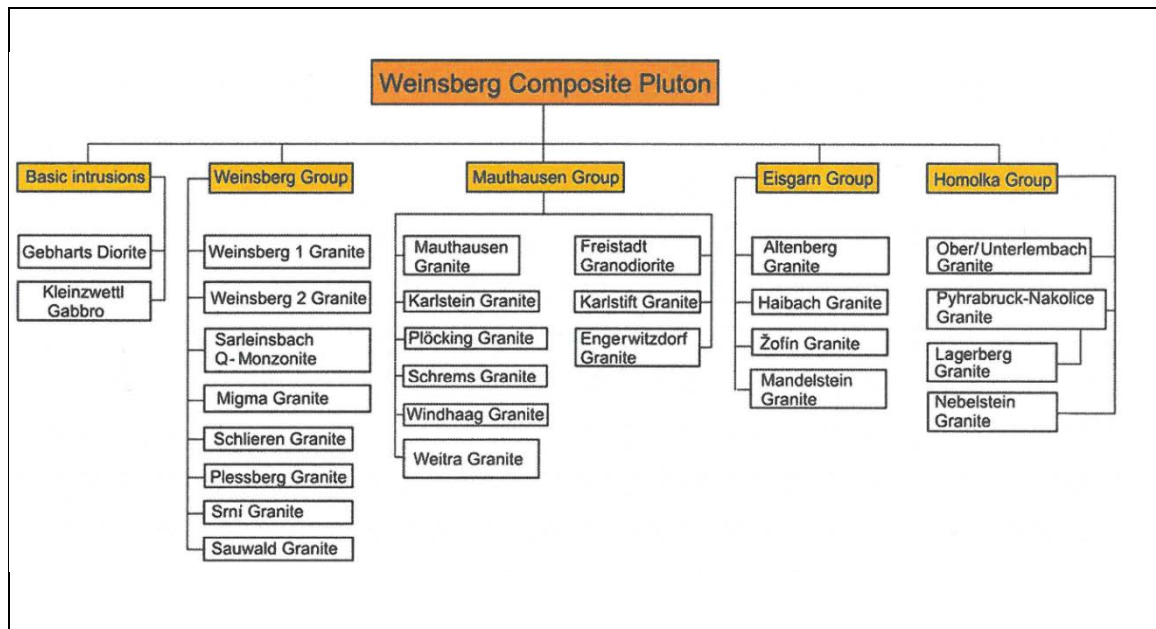 Weinsberg Composite Pluton
Basic intrusions
Gebharts Diorite
Kleinzwettl
Gabbro
Weinsberg Group
Weinsberg 1 Granite
Weinsberg 2 Granite
Sarleinsbach
Q- Monzonite
Migma Granite
Schlieren Granite
Plessberg Granite
Srní Granite
Sauwald Granite
Mauthausen Group
Mauthausen
Granite
Karlstein Granite
Plöcking Granite
Schrems Granite
Windhaag Granite
Weitra Granite
Freistadt
Granodiorite
Karlstift Granite
Engerwitzdorf
Granite
Eisgarn Group
Altenberg
Granite
Haibach Granite
Žofín Granite
Mandelstein
Granite
Homolka Group
Ober/Unterlembach
Granite
Pyhrabruck-Nakolice
Granite
Lagerberg
Granite
Nebelstein
Granite